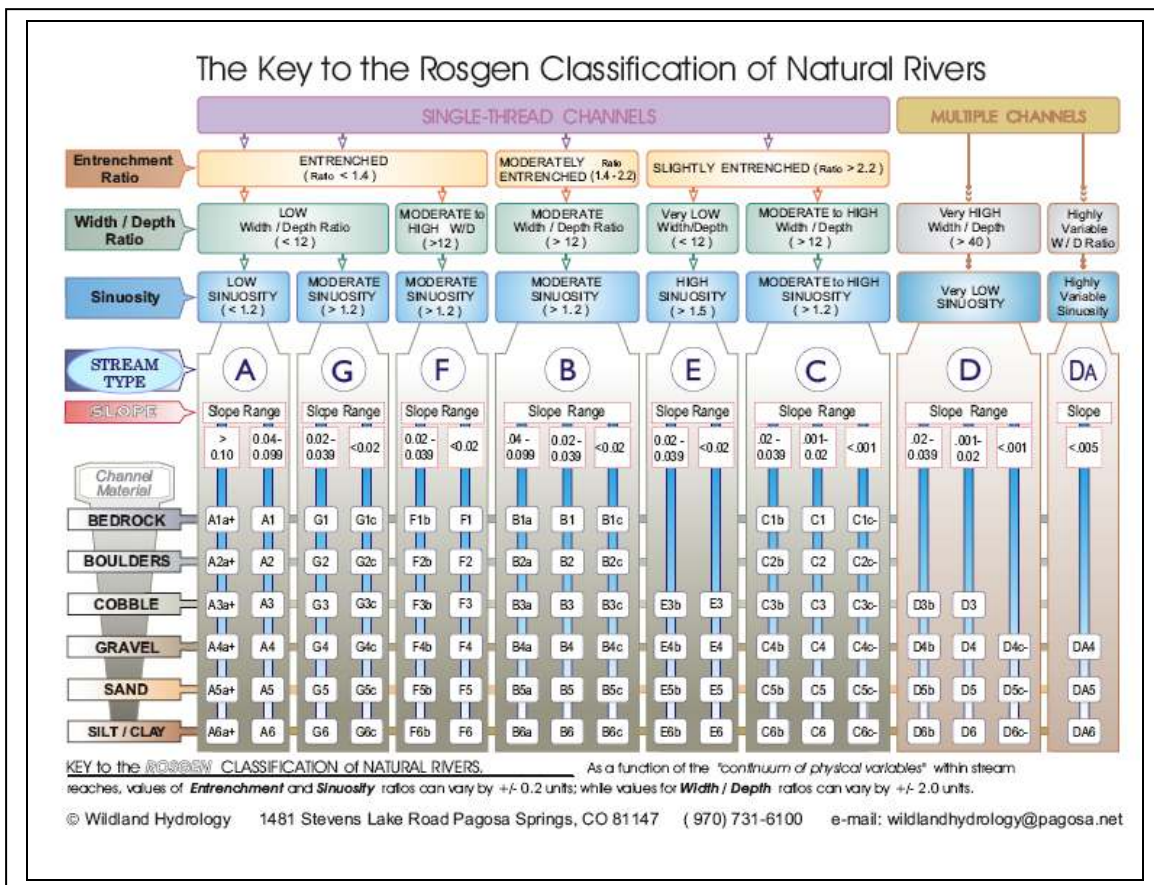 The Key to the Rosgen Classification of Natural Rivers
SINGLE-THREAD CHANNELS MULTIPLE CHANNELS
Entrenchment Ratio
ENTRENCHED
(Ratio < 1.4)
MODERATELY Ratio
ENTRENCHED (1.4 - 2.2)
SLIGHTLY ENTRENCHED (Ratio > 2.2)
Width / Depth Ratio
LOW
Width / Depth Ratio
(< 12)
MODERATE to
HIGH W/D
(>12)
MODERATE
Width / Depth Ratio
(> 12)
Very LOW
Width/Depth
(< 12)
MODERATE to HIGH
Width / Depth
(> 12)
Very HIGH
Width / Depth
(> 40)
Highly
Variable
W / D Ratio
Sinuosity
LOW
SINUOSITY
(< 1.2)
MODERATE
SINUOSITY
(> 1.2)
MODERATE
SINUOSITY
(> 1.2)
MODERATE
SINUOSITY
(> 1.2)
HIGH
SINUOSITY
(> 1.5)
MODERATE to HIGH
SINUOSITY
(> 1.2)
Very LOW
SINUOSITY
Highly
Variable
Sinuosity
STREAM
TYPE
A G F B E C D DA
SLOPE Slope Range Slope Range Slope Range Slope Range Slope Range Slope Range Slope Range Slope
> 0.10 0.04-0.099 0.02-0.039 <0.02 0.02-0.039 <0.02 .04-0.099 0.02-0.039 <0.02 0.02-0.039 <0.02 .02-0.039 .001-0.02 <.001 .02-0.039 .001-0.02 <.001 <.005
Channel
Material
BEDROCK A1a+ A1 G1 G1c F1b F1 B1a B1 B1c C1b C1 C1c-
BOULDERS A2a+ A2 G2 G2c F2b F2 B2a B2 B2c C2b C2 C2c-
COBBLE A3a+ A3 G3 G3c F3b F3 B3a B3 B3c E3b E3 C3b C3 C3c- D3b D3
GRAVEL A4a+ A4 G4 G4c F4b F4 B4a B4 B4c E4b E4 C4b C4 C4c- D4b D4 D4c- DA4
SAND A5a+ A5 G5 G5c F5b F5 B5a B5 B5c E5b E5 C5b C5 C5c- D5b D5 D5c- DA5
SILT / CLAY A6a+ A6 G6 G6c F6b F6 B6a B6 B6c E6b E6 C6b C6 C6c- D6b D6 D6c- DA6
KEY to the ROSGEN CLASSIFICATION of NATURAL RIVERS. As a function of the "continuum of physical variables" within stream
reaches, values of Entrenchment and Sinuosity ratios can vary by +/- 0.2 units; while values for Width / Depth ratios can vary by +/- 2.0 units.
© Wildland Hydrology 1481 Stevens Lake Road Pagosa Springs, CO 81147 ( 970) 731-6100 e-mail: wildlandhydrology@pagosa.net